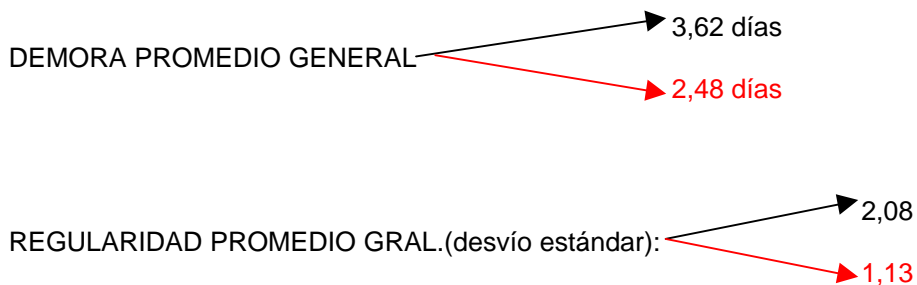 3,62 días
DEMORA PROMEDIO GENERAL
2,48 días
2,08
REGULARIDAD PROMEDIO GRAL.(desvío estándar):
1,13